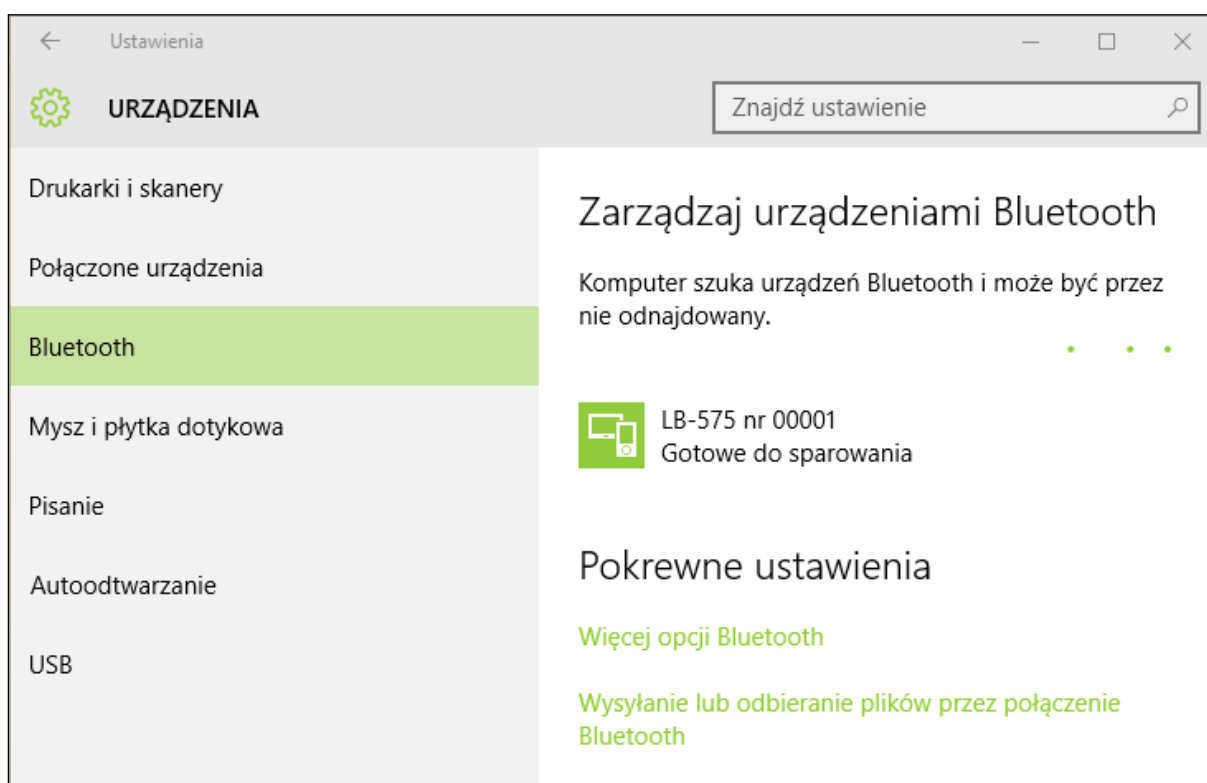 Ustawienia
URZĄDZENIA
Znajdź ustawienie
Drukarki i skanery
Połączone urządzenia
Bluetooth
Mysz i płytka dotykowa
Pisanie
Autoodtwarzanie
USB
Zarządzaj urządzeniami Bluetooth
Komputer szuka urządzeń Bluetooth i może być przez
nie odnajdowany.
LB-575 nr 00001
Gotowe do sparowania
Pokrewne ustawienia
Więcej opcji Bluetooth
Wysyłanie lub odbieranie plików przez połączenie
Bluetooth